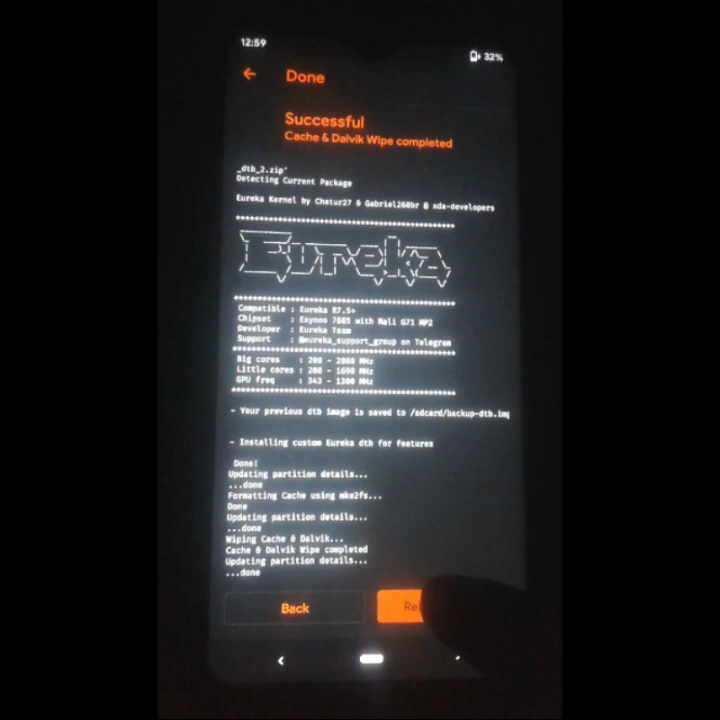 12:59
32%
Done
Successful
Cache & Dalvik Wipe completed
_dtb_2.zip'
Detecting Current Package
Eureka Kernel by Chatur27 & Gabriel260br @ xda-developers
****************************************************
Eureka
****************************************************
Compatible : Eureka R7.5+
Chipset : Exynos 7885 with Mali G71 MP2
Developer : Eureka Team
Support : @eureka_support_group on Telegram
****************************************************
Big cores : 208 - 2080 MHz
Little cores : 208 - 1690 MHz
GPU freq : 343 - 1300 MHz
****************************************************
- Your previous dtb image is saved to /sdcard/backup-dtb.img
- Installing custom Eureka dtb for features
Done!
Updating partition details...
...done
Formatting Cache using mke2fs...
Done
Updating partition details...
...done
Wiping Cache & Dalvik...
Cache & Dalvik Wipe completed
Updating partition details...
...done
Back